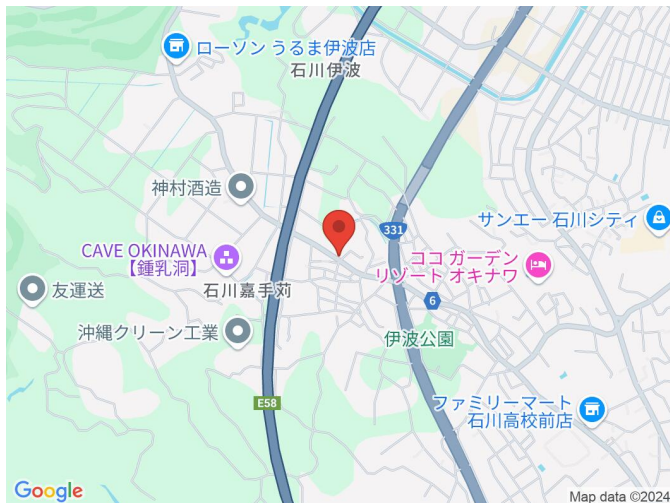 ローソン うるま伊波店
石川伊波
神村酒造
331
サンエー 石川シティ
CAVE OKINAWA
【鍾乳洞】
ココ ガーデン
リゾート オキナワ
友運送
石川嘉手苅
6
沖縄クリーン工業
伊波公園
E58
ファミリーマート
石川高校前店
Google
Map data ©2024